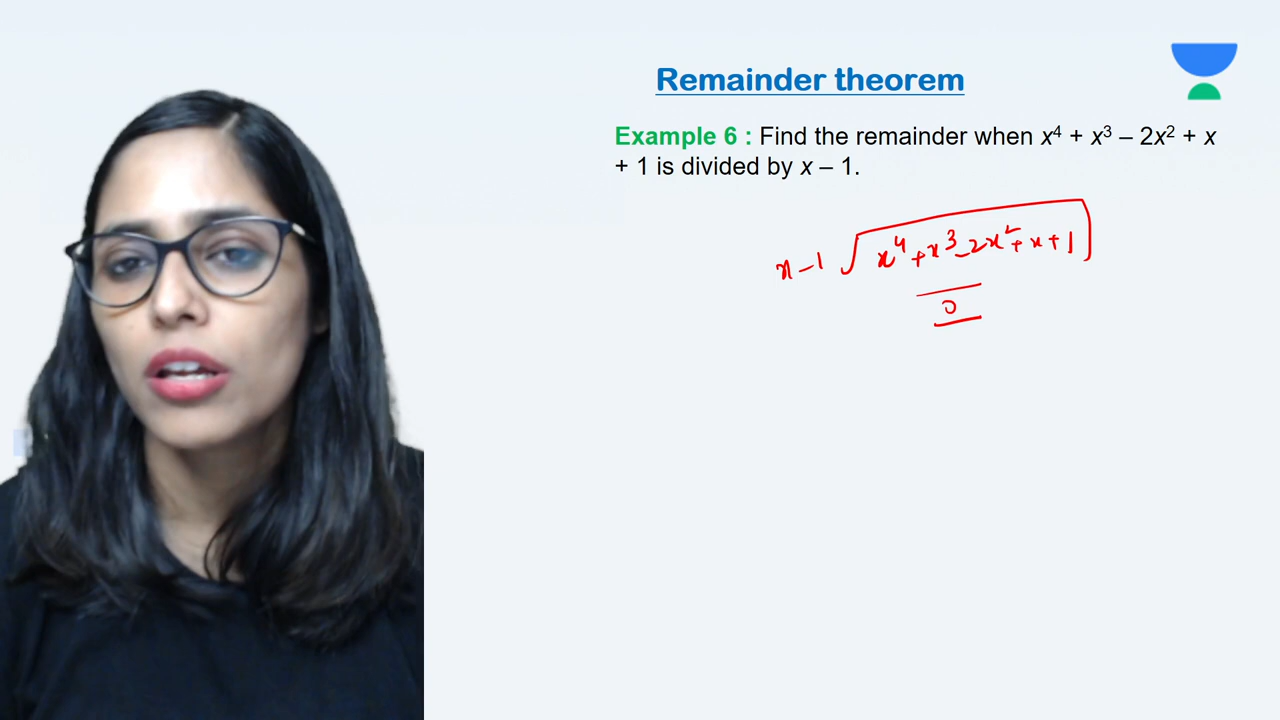 Remainder theorem
Example 6 : Find the remainder when x⁴ + x³ – 2x² + x
+ 1 is divided by x – 1.
x-1 x⁴+x³-2x²+x+1
0